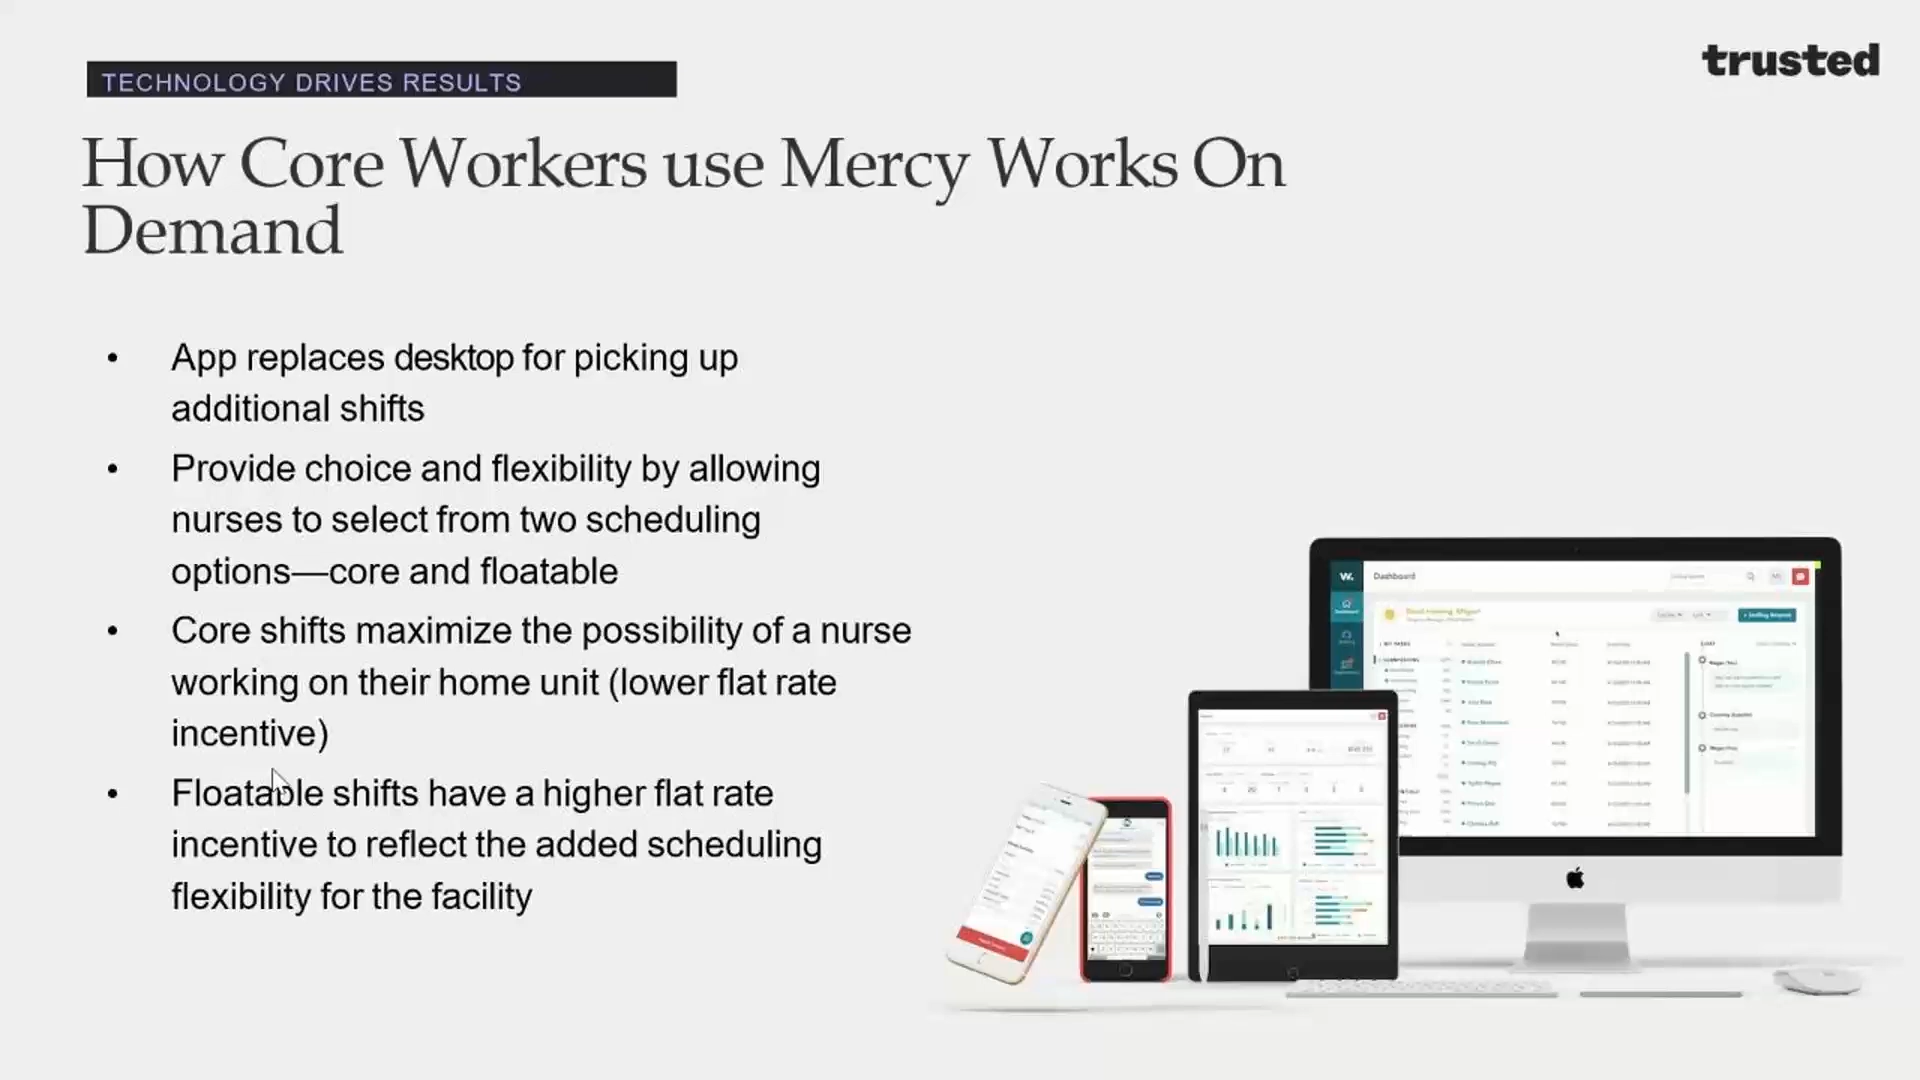 trusted
TECHNOLOGY DRIVES RESULTS
How Core Workers use Mercy Works On
Demand
• App replaces desktop for picking up
additional shifts
• Provide choice and flexibility by allowing
nurses to select from two scheduling
options—core and floatable
• Core shifts maximize the possibility of a nurse
working on their home unit (lower flat rate
incentive)
• Floatable shifts have a higher flat rate
incentive to reflect the added scheduling
flexibility for the facility
w.
Dashboard